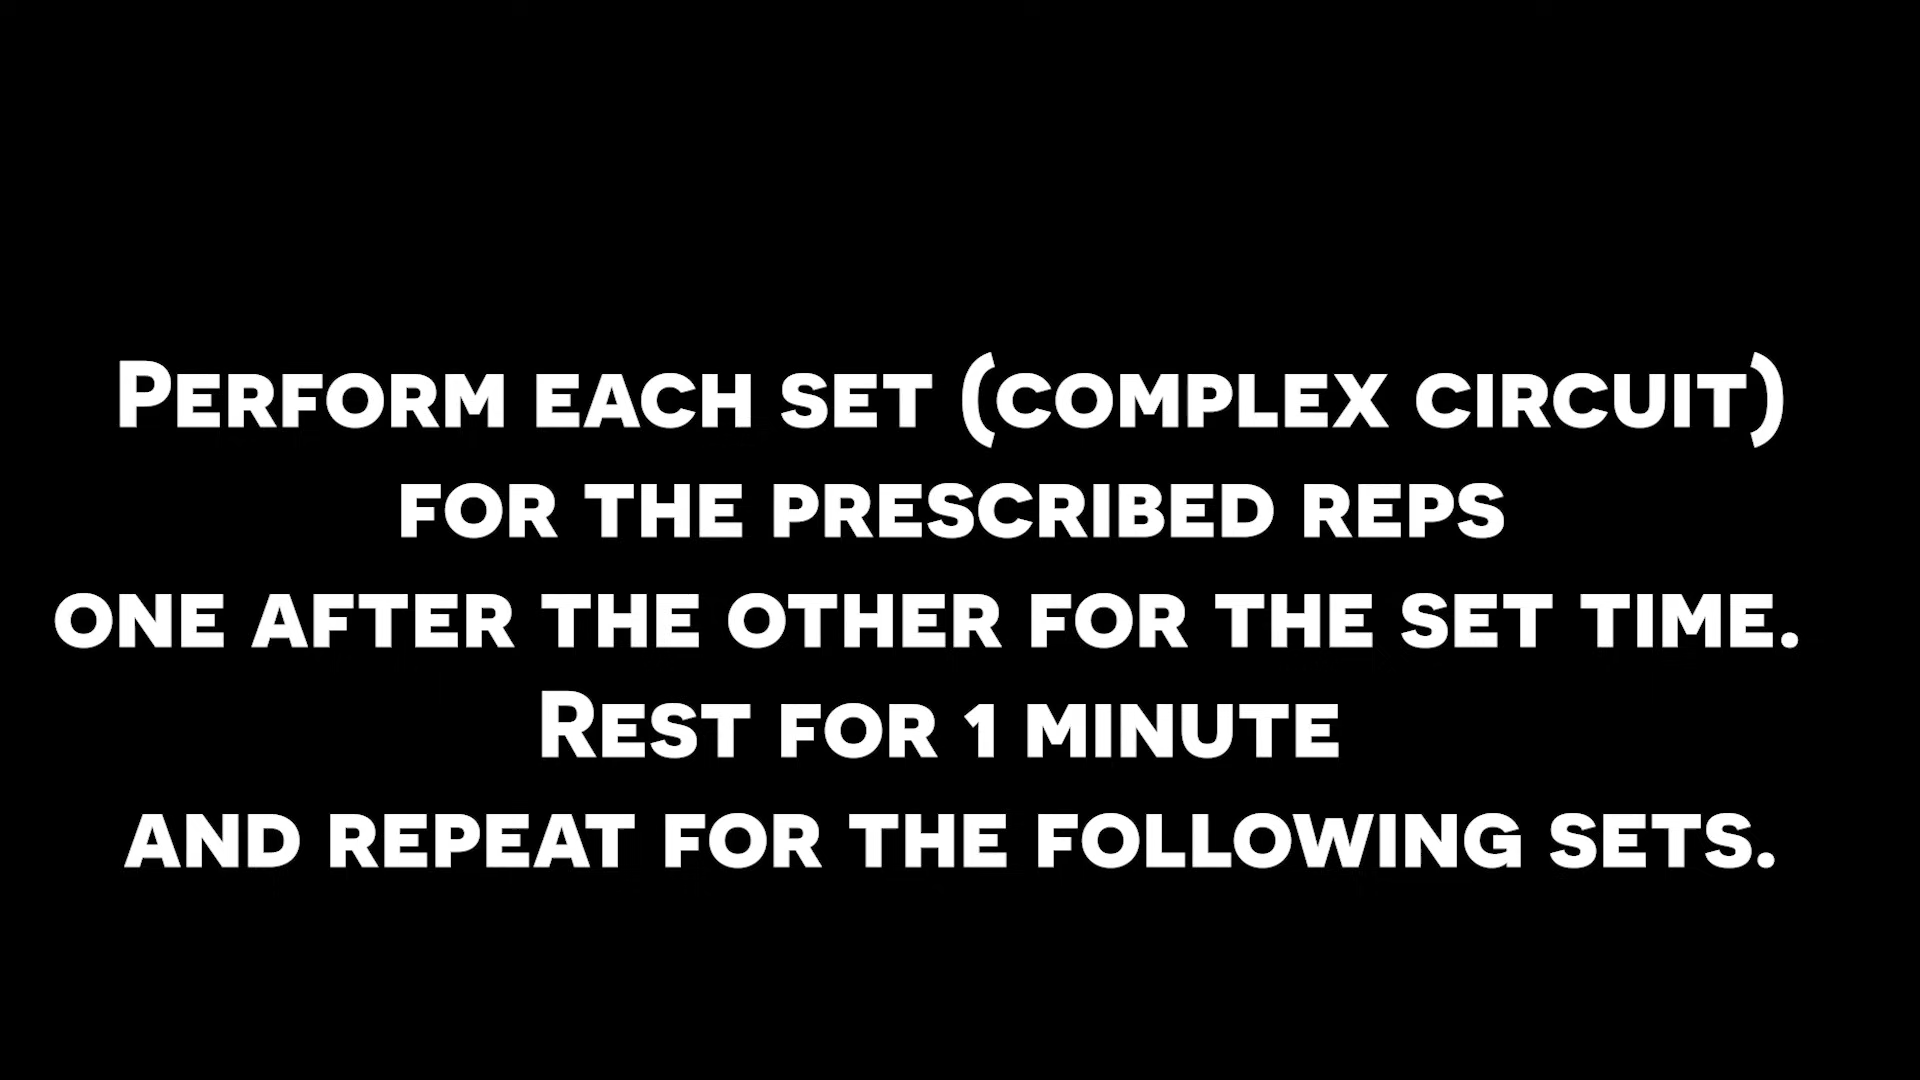 Perform each set (complex circuit)
for the prescribed reps
one after the other for the set time.
Rest for 1 minute
and repeat for the following sets.